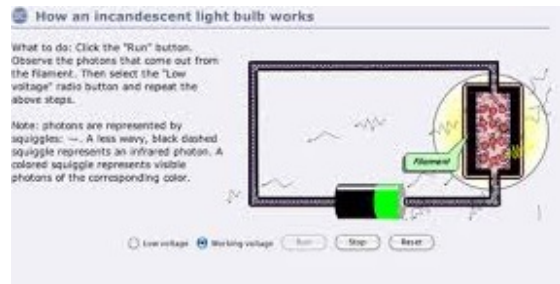 How an incandescent light bulb works
What to do: Click the "Run" button.
Observe the photons that come out from
the filament. Then select the "Low
voltage" radio button and repeat the
above steps.
Note: photons are represented by
squiggles: ~. A less wavy, black dashed
squiggle represents an infrared photon. A
colored squiggle represents visible
photons of the corresponding color.
Filament
Low voltage Working voltage Run Stop Reset